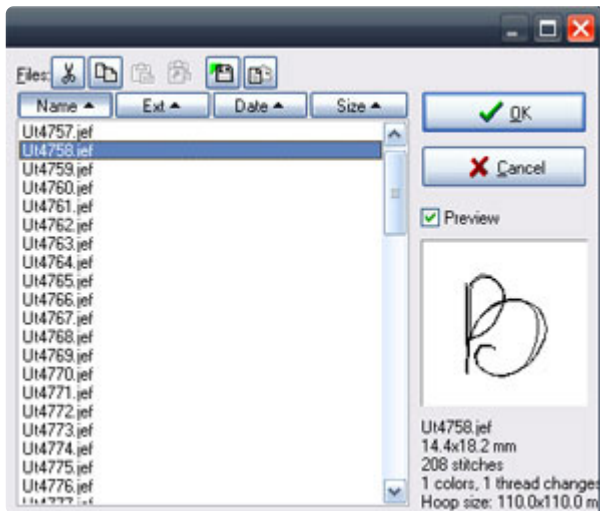 Files:
Name Ext Date Size
OK
Cancel
Preview
Ut4757.jef
Ut4758.jef
Ut4759.jef
Ut4760.jef
Ut4761.jef
Ut4762.jef
Ut4763.jef
Ut4764.jef
Ut4765.jef
Ut4766.jef
Ut4767.jef
Ut4768.jef
Ut4769.jef
Ut4770.jef
Ut4771.jef
Ut4772.jef
Ut4773.jef
Ut4774.jef
Ut4775.jef
Ut4776.jef
B
Ut4758.jef
14.4x18.2 mm
208 stitches
1 colors, 1 thread changes
Hoop size: 110.0x110.0 m